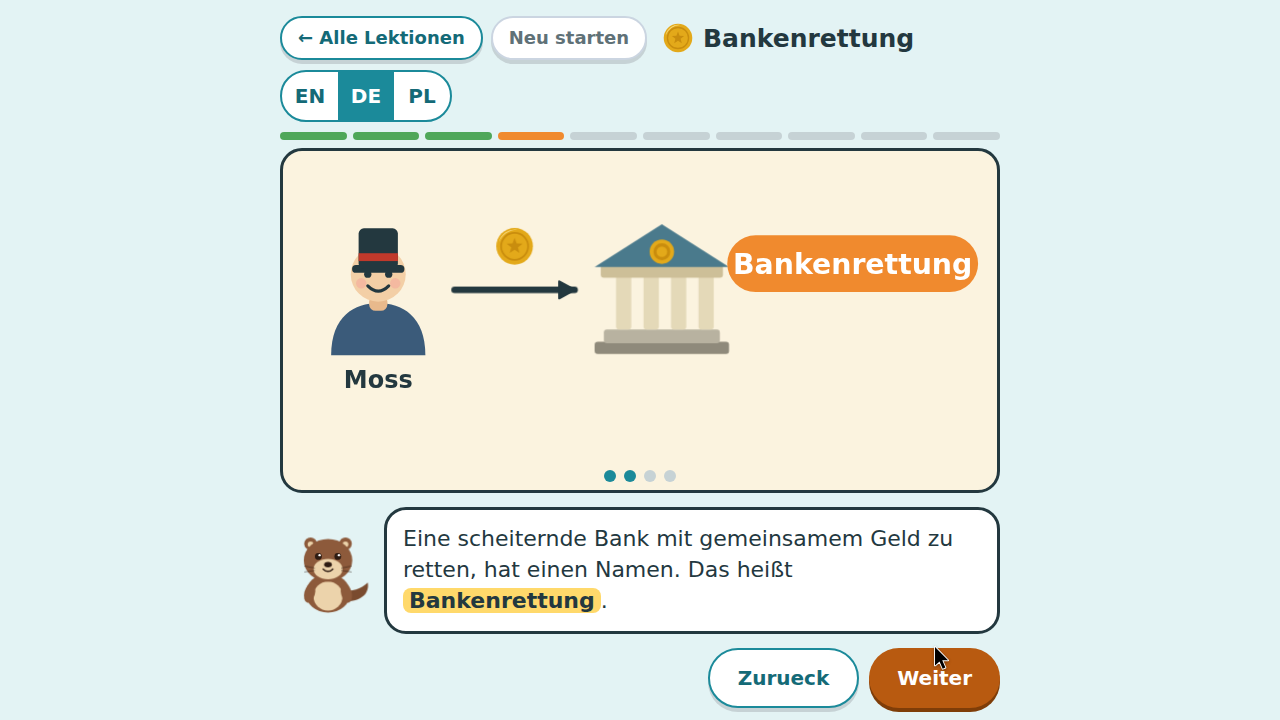 ← Alle Lektionen
Neu starten
Bankenrettung
EN
DE
PL
Bankenrettung
Moss
Eine scheiternde Bank mit gemeinsamem Geld zu
retten, hat einen Namen. Das heißt
Bankenrettung.
Zurueck
Weiter